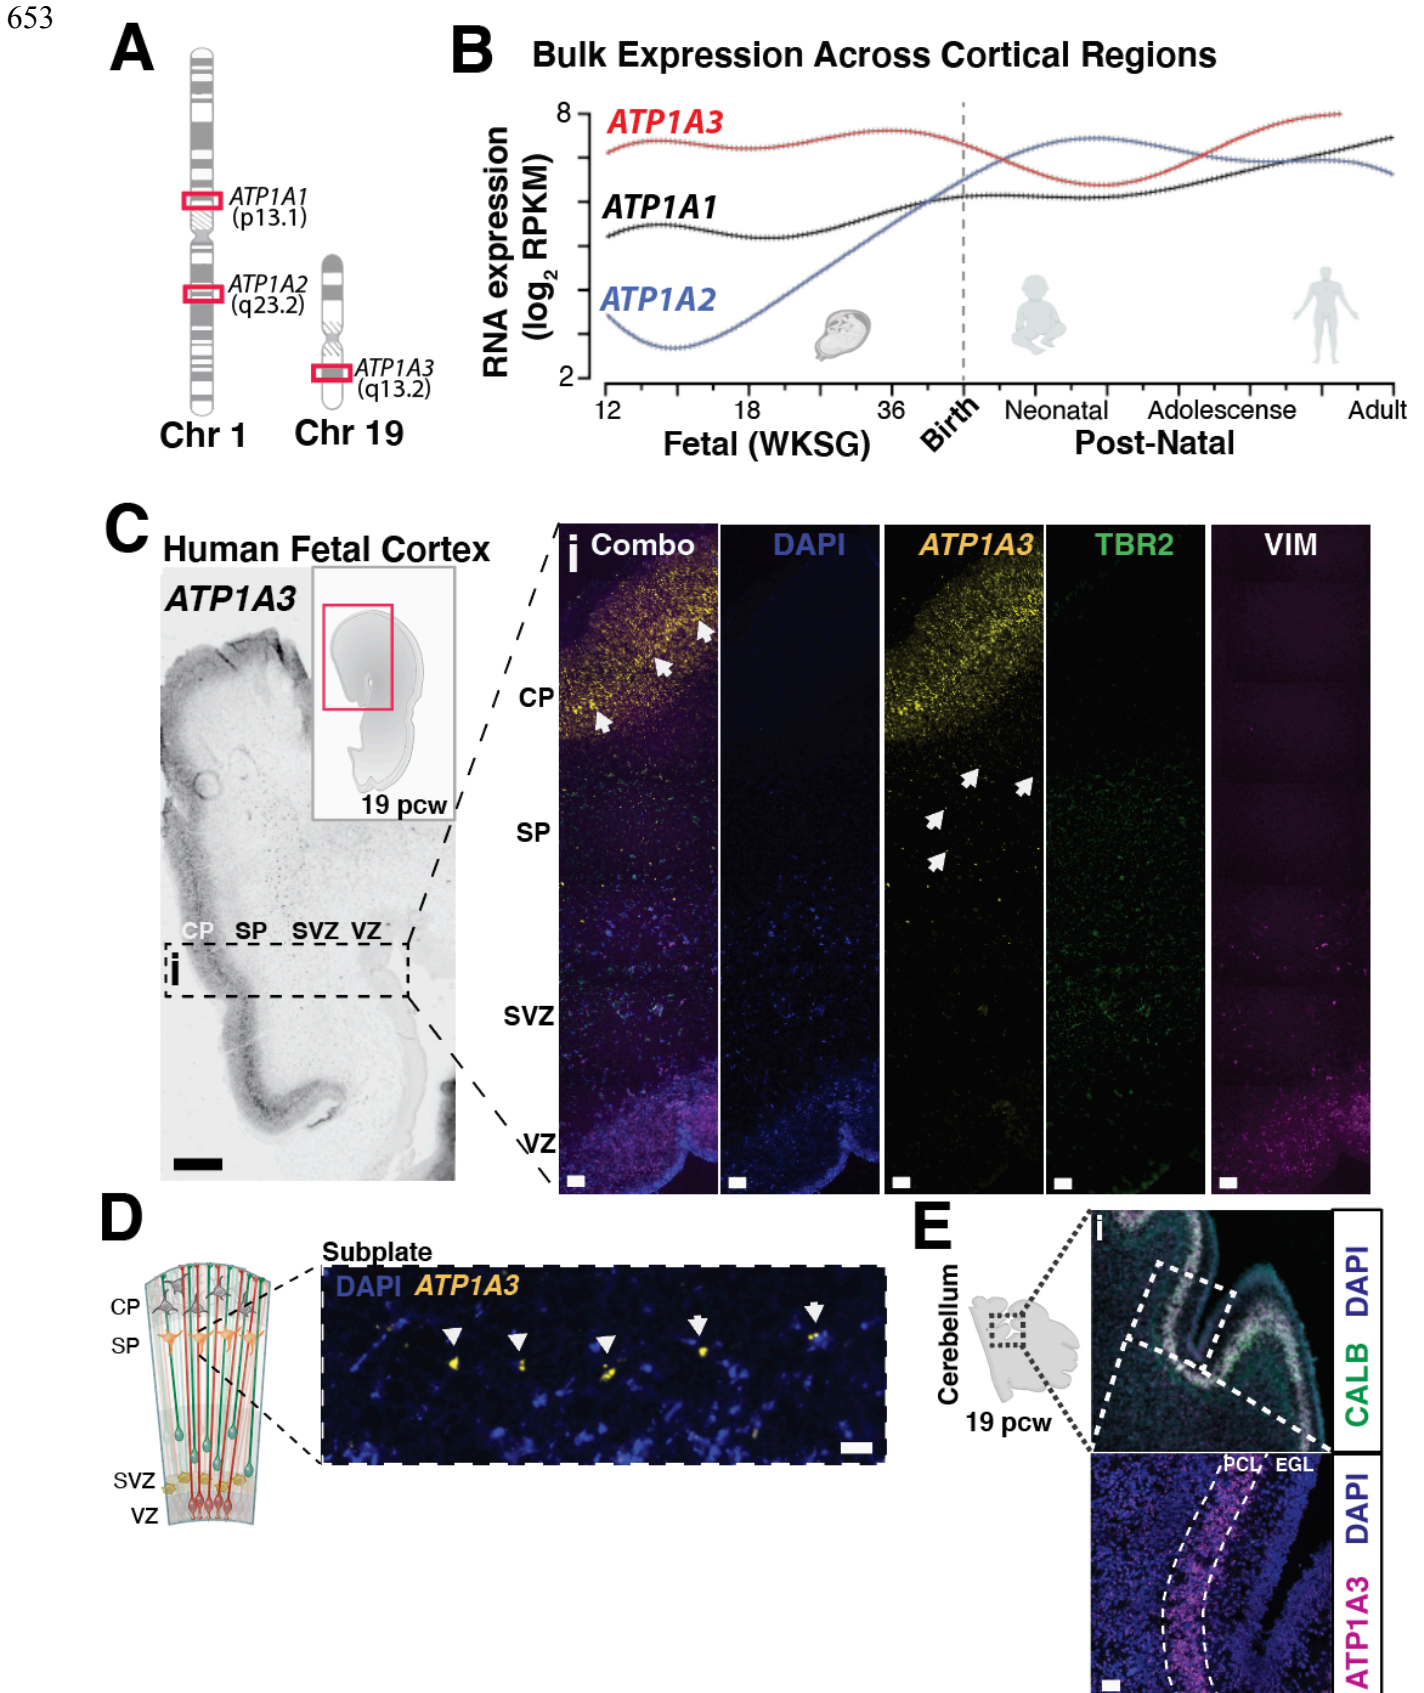 653
A
ATP1A1
(p13.1)
ATP1A2
(q23.2)
ATP1A3
(q13.2)
Chr 1
Chr 19
B
Bulk Expression Across Cortical Regions
RNA expression
(log2 RPKM)
8
2
ATP1A3
ATP1A1
ATP1A2
12
18
36
Birth
Neonatal
Adolescense
Adult
Fetal (WKSG)
Post-Natal
C
Human Fetal Cortex
ATP1A3
19 pcw
CP
SP
SVZ
VZ
i
i
Combo
DAPI
ATP1A3
TBR2
VIM
CP
SP
SVZ
VZ
D
CP
SP
SVZ
VZ
Subplate
DAPI ATP1A3
E
Cerebellum
19 pcw
i
CALB DAPI
PCL
EGL
ATP1A3 DAPI